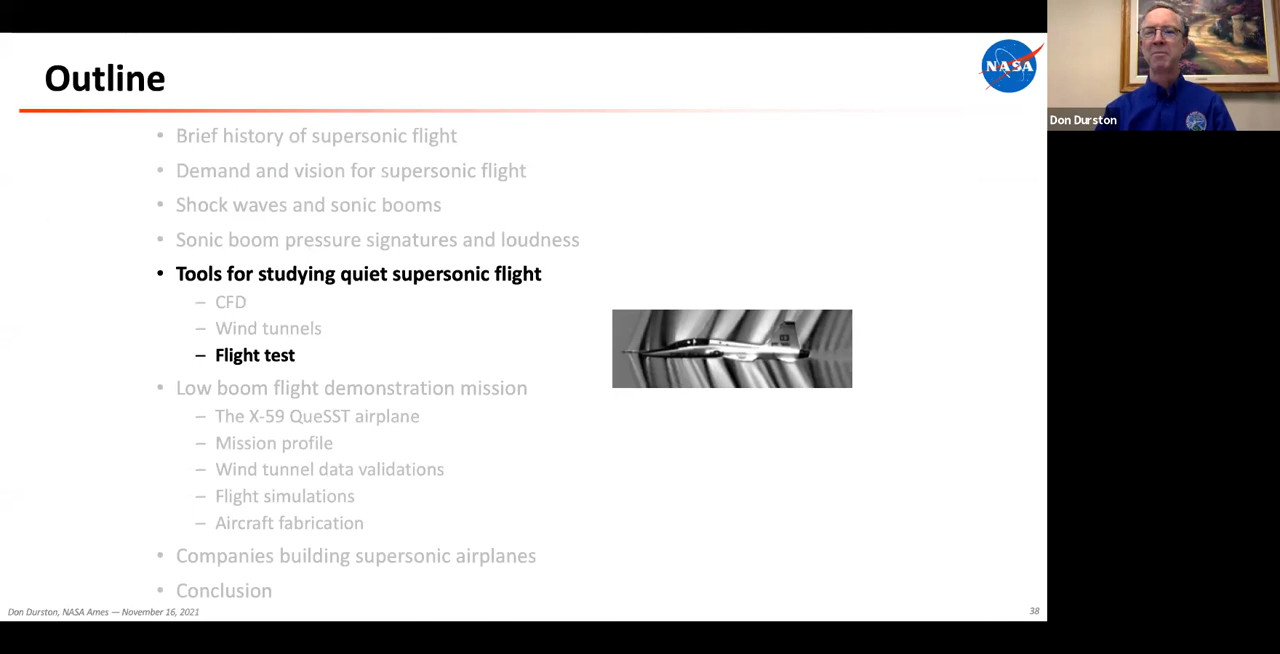 Outline
NASA
Don Durston
• Brief history of supersonic flight
• Demand and vision for supersonic flight
• Shock waves and sonic booms
• Sonic boom pressure signatures and loudness
• Tools for studying quiet supersonic flight
– CFD
– Wind tunnels
– Flight test
• Low boom flight demonstration mission
– The X-59 QueSST airplane
– Mission profile
– Wind tunnel data validations
– Flight simulations
– Aircraft fabrication
• Companies building supersonic airplanes
• Conclusion
Don Durston, NASA Ames — November 16, 2021
38